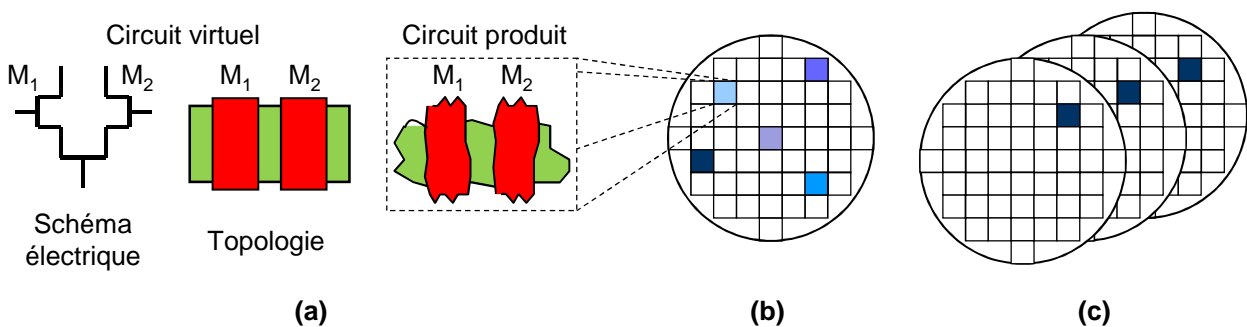 Circuit virtuel
Circuit produit
M1 M2
M1 M2
M1 M2
Schéma
électrique
Topologie
(a)
(b)
(c)